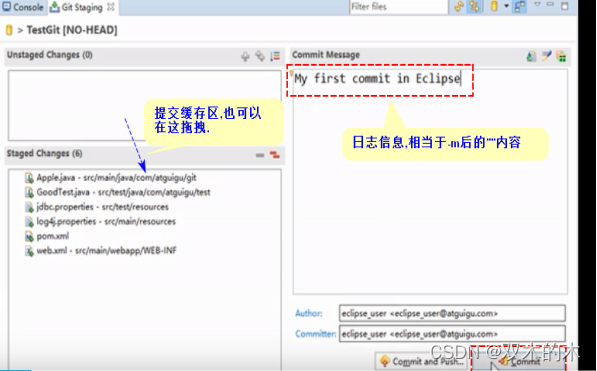 Console Git Staging
Filter files
> TestGit [NO-HEAD]
Unstaged Changes (0)
Commit Message
My first commit in Eclipse
提交缓存区,也可以
在这拖拽.
日志信息,相当于-m后的""内容
Staged Changes (6)
Apple.java - src/main/java/com/atguigu/git
GoodTest.java - src/test/java/com/atguigu/test
jdbc.properties - src/test/resources
log4j.properties - src/main/resources
pom.xml
web.xml - src/main/webapp/WEB-INF
Author: eclipse_user <eclipse_user@atguigu.com>
Committer: eclipse_user <eclipse_user@atguigu.com>
Commit and Push...
Commit
CSDN @双木的木